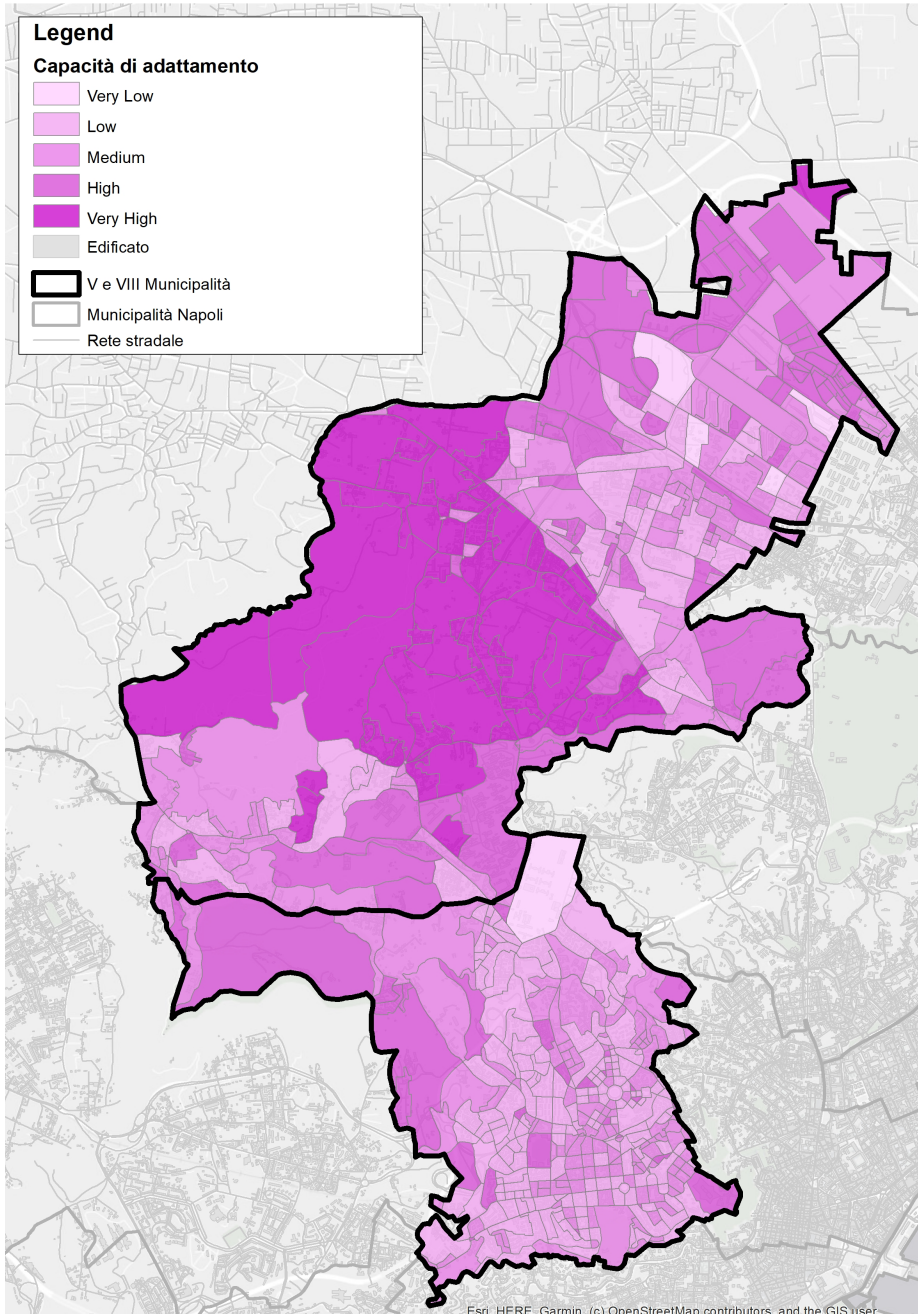 Legend
Capacità di adattamento
Very Low
Low
Medium
High
Very High
Edificato
V e VIII Municipalità
Municipalità Napoli
Rete stradale
Esri, HERE, Garmin, (c) OpenStreetMap contributors, and the GIS user